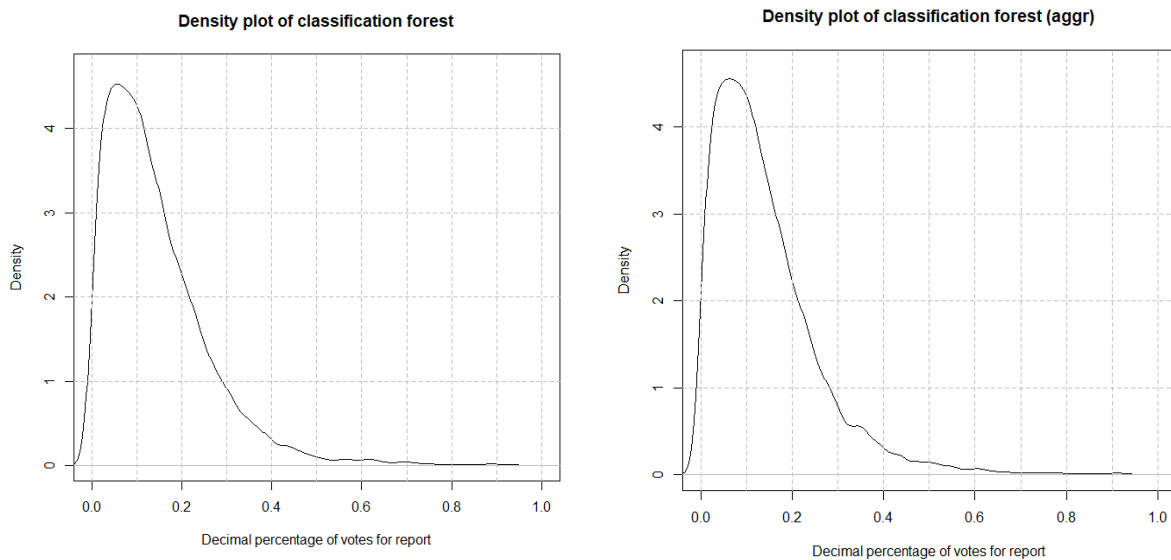 Density plot of classification forest
Density
0
1
2
3
4
0.0 0.2 0.4 0.6 0.8 1.0
Decimal percentage of votes for report
Density plot of classification forest (aggr)
Density
0
1
2
3
4
0.0 0.2 0.4 0.6 0.8 1.0
Decimal percentage of votes for report